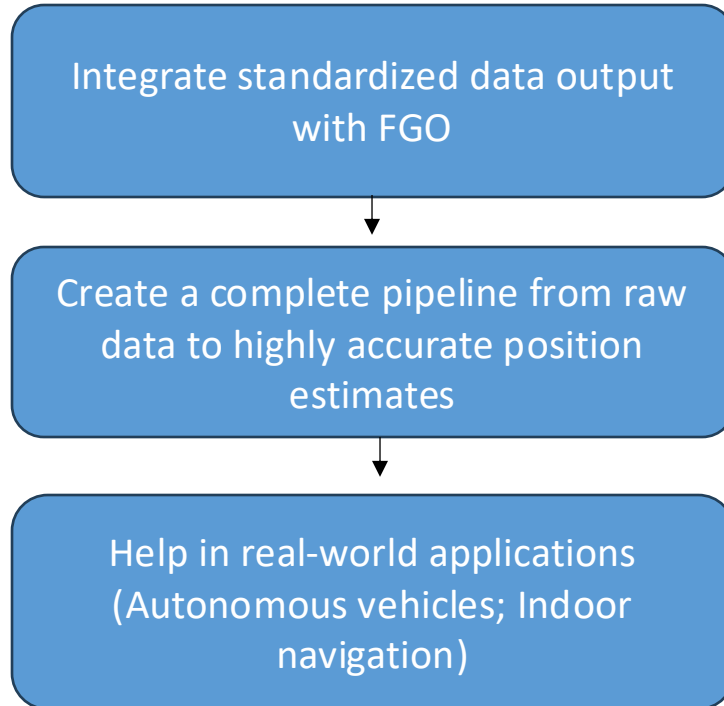 Integrate standardized data output
with FGO
Create a complete pipeline from raw
data to highly accurate position
estimates
Help in real-world applications
(Autonomous vehicles; Indoor
navigation)